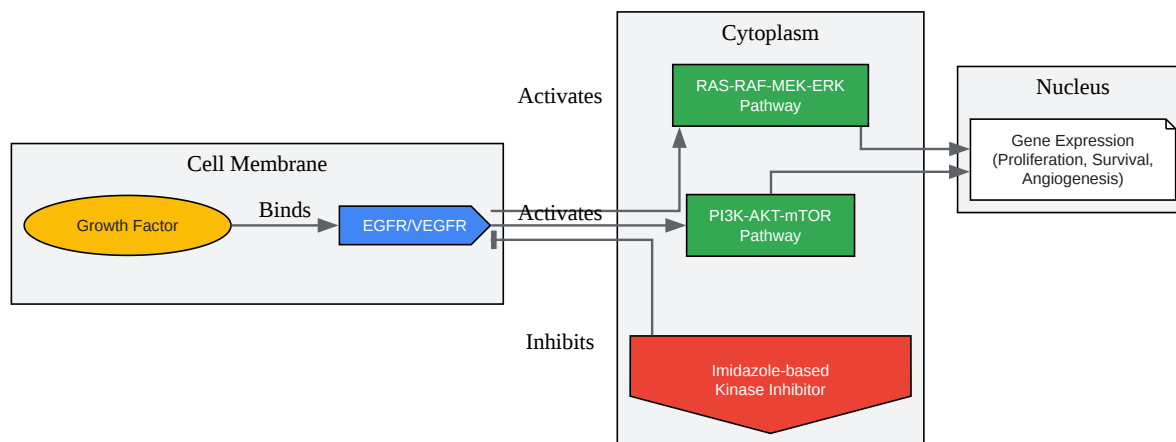 Cell Membrane
Growth Factor
Binds
EGFR/VEGFR
Activates
Activates
Inhibits
Cytoplasm
RAS-RAF-MEK-ERK
Pathway
PI3K-AKT-mTOR
Pathway
Imidazole-based
Kinase Inhibitor
Nucleus
Gene Expression
(Proliferation, Survival,
Angiogenesis)